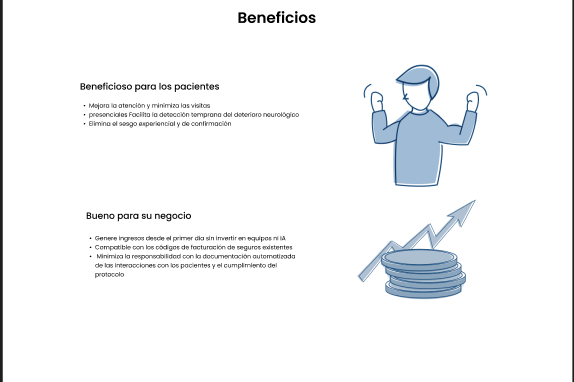 Beneficios
Beneficioso para los pacientes
• Mejora la atención y minimiza las visitas
• presenciales Facilita la detección temprana del deterioro neurológico
• Elimina el sesgo experiencial y de confirmación
Bueno para su negocio
• Genere ingresos desde el primer día sin invertir en equipos ni IA
• Compatible con los códigos de facturación de seguros existentes
• Minimiza la responsabilidad con la documentación automatizada
de las interacciones con los pacientes y el cumplimiento del
protocolo